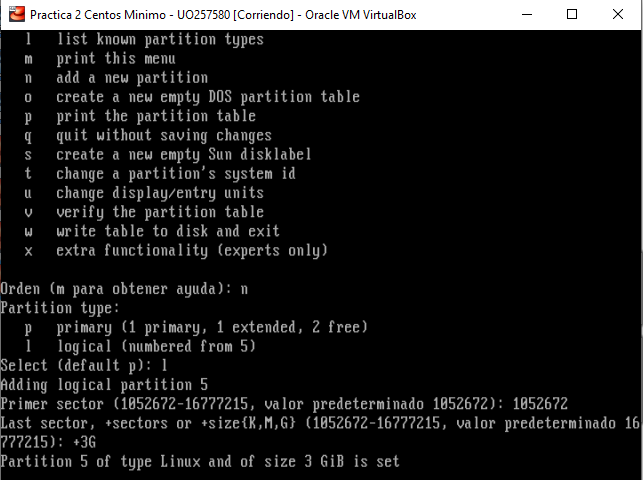 Practica 2 Centos Minimo - UO257580 [Corriendo] - Oracle VM VirtualBox
l   list known partition types
m   print this menu
n   add a new partition
o   create a new empty DOS partition table
p   print the partition table
q   quit without saving changes
s   create a new empty Sun disklabel
t   change a partition's system id
u   change display/entry units
v   verify the partition table
w   write table to disk and exit
x   extra functionality (experts only)
Orden (m para obtener ayuda): n
Partition type:
p   primary (1 primary, 1 extended, 2 free)
l   logical (numbered from 5)
Select (default p): l
Adding logical partition 5
Primer sector (1052672-16777215, valor predeterminado 1052672): 1052672
Last sector, +sectors or +size{K,M,G} (1052672-16777215, valor predeterminado 16
777215): +3G
Partition 5 of type Linux and of size 3 GiB is set